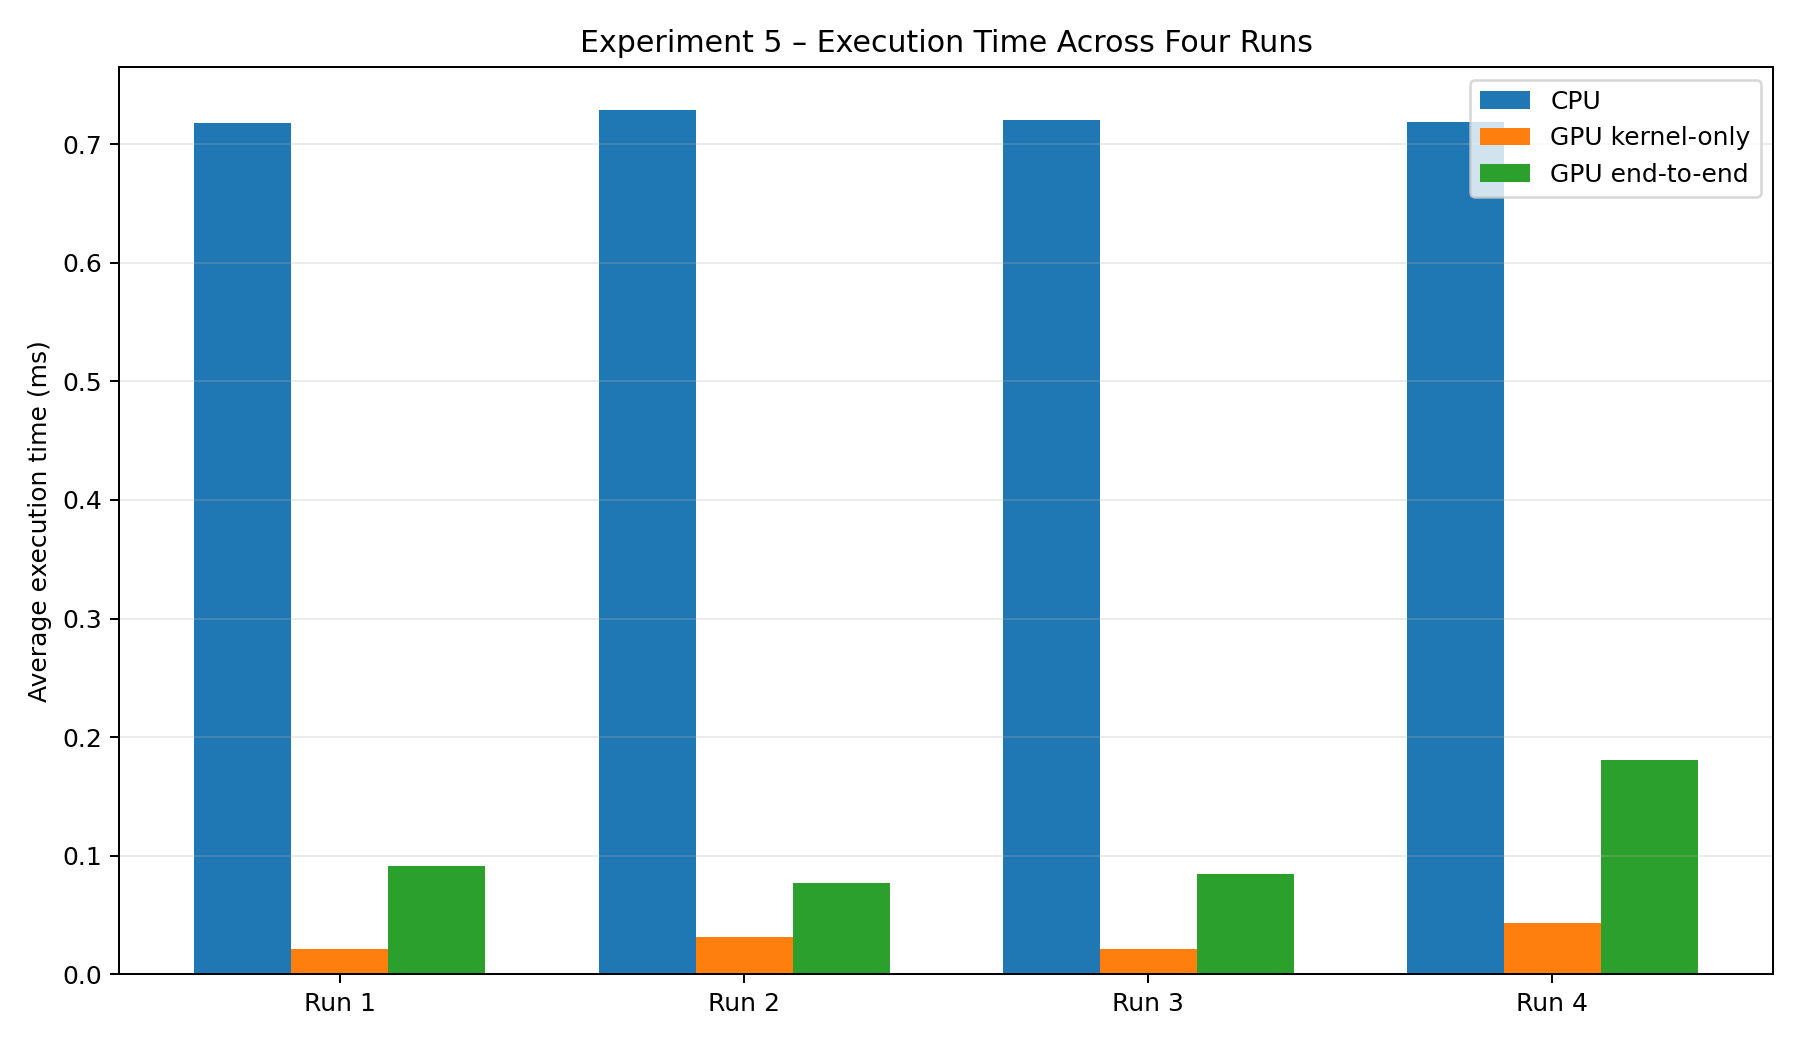 Experiment 5 – Execution Time Across Four Runs
CPU
GPU kernel-only
GPU end-to-end
Average execution time (ms)
0.7
0.6
0.5
0.4
0.3
0.2
0.1
0.0
Run 1
Run 2
Run 3
Run 4